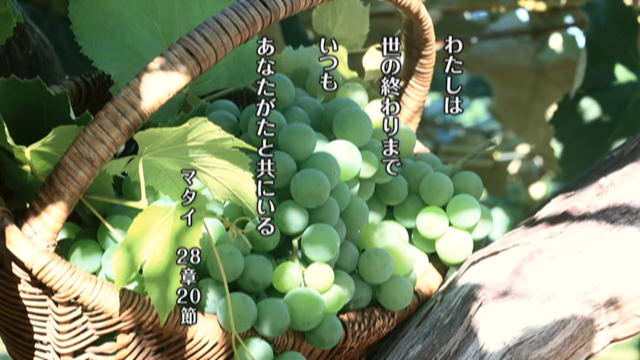 わたしは
世の終わりまで
いつも
あなたがたと共にいる
マタイ 28章20節